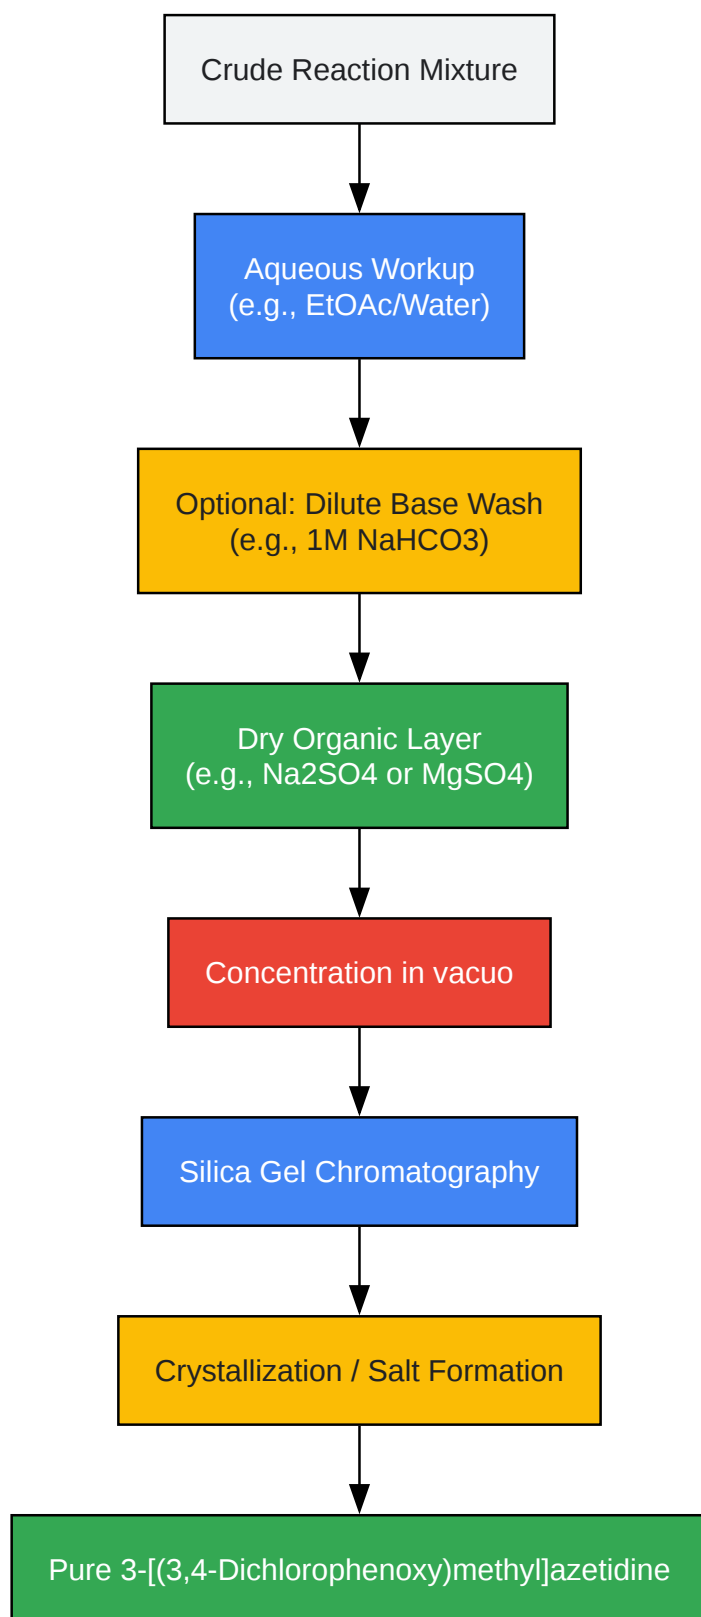 Crude Reaction Mixture
Aqueous Workup
(e.g., EtOAc/Water)
Optional: Dilute Base Wash
(e.g., 1M NaHCO3)
Dry Organic Layer
(e.g., Na2SO4 or MgSO4)
Concentration in vacuo
Silica Gel Chromatography
Crystallization / Salt Formation
Pure 3-[(3,4-Dichlorophenoxy)methyl]azetidine